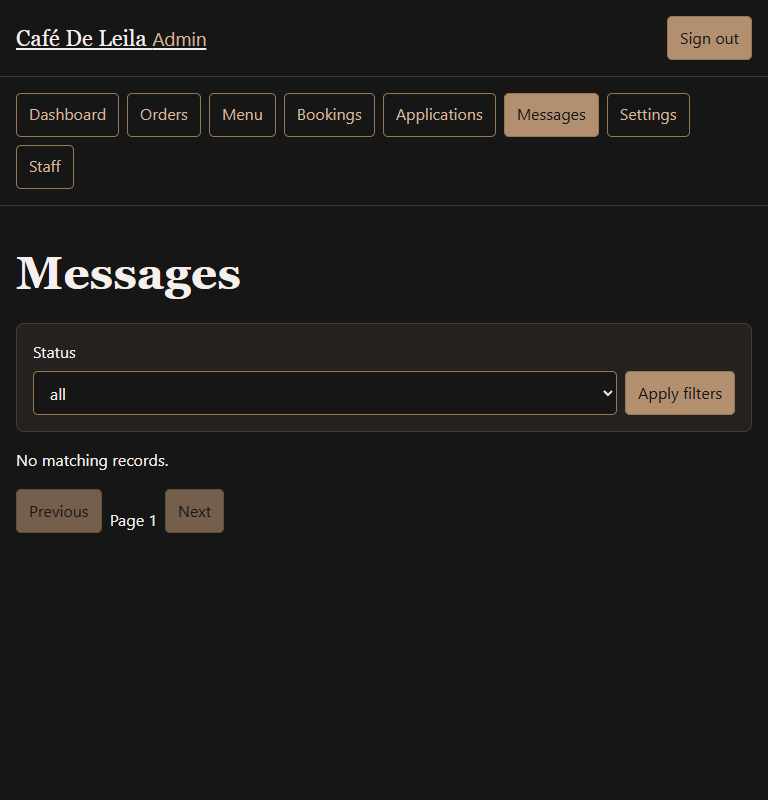 Café De Leila Admin
Sign out
Dashboard Orders Menu Bookings Applications Messages Settings
Staff
Messages
Status
all
Apply filters
No matching records.
Previous Page 1 Next